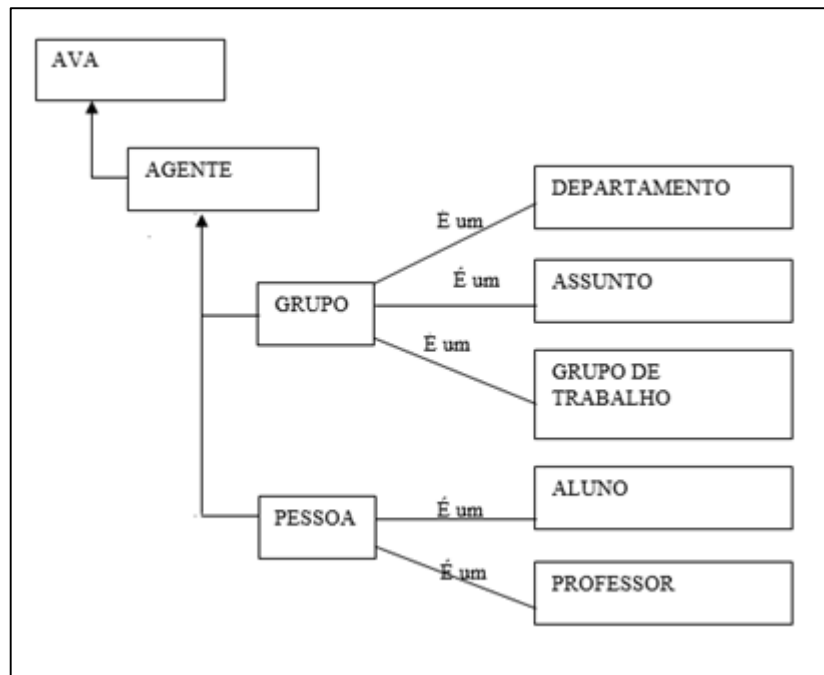 AVA
AGENTE
DEPARTAMENTO
É um
É um
ASSUNTO
GRUPO
É um
GRUPO DE
TRABALHO
ALUNO
PESSOA
É um
É um
PROFESSOR